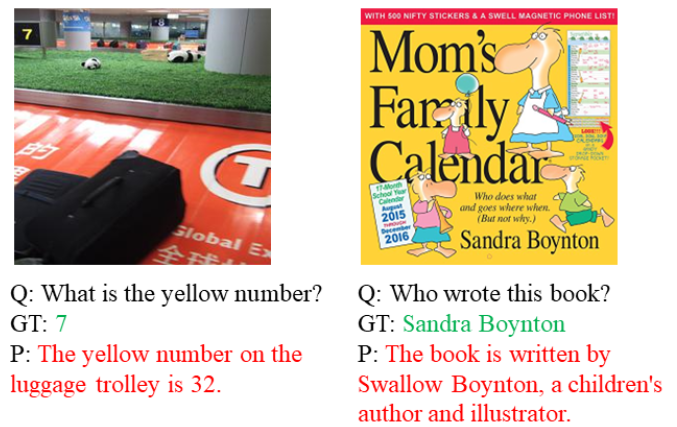 7
的
T
Global Ex
全球
Q: What is the yellow number?
GT: 7
P: The yellow number on the
luggage trolley is 32.
WITH 500 NIFTY STICKERS & A SWELL MAGNETIC PHONE LIST!
Mom's
Family
Calendar
17-Month
School Year
Calendar
August
2015
THROUGH
December
2016
Who does what
and goes where when.
(But not why.)
Sandra Boynton
Q: Who wrote this book?
GT: Sandra Boynton
P: The book is written by
Swallow Boynton, a children's
author and illustrator.